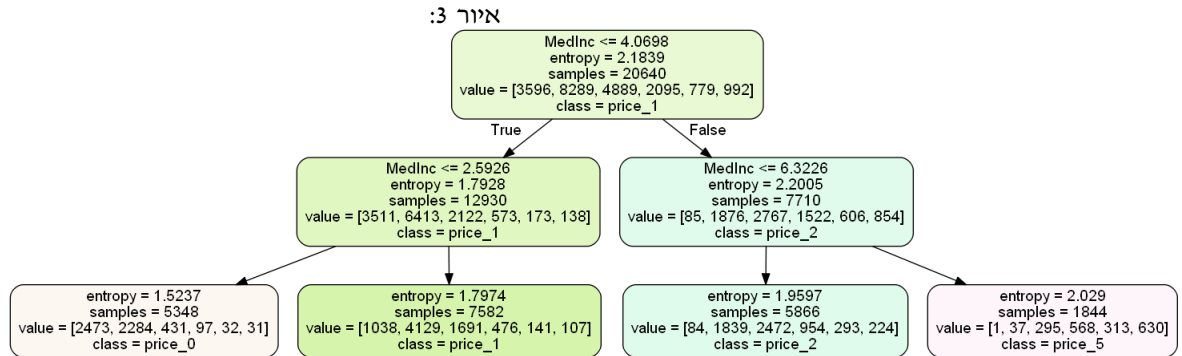 איור 3:
MedInc <= 4.0698
entropy = 2.1839
samples = 20640
value = [3596, 8289, 4889, 2095, 779, 992]
class = price_1
True
False
MedInc <= 2.5926
entropy = 1.7928
samples = 12930
value = [3511, 6413, 2122, 573, 173, 138]
class = price_1
MedInc <= 6.3226
entropy = 2.2005
samples = 7710
value = [85, 1876, 2767, 1522, 606, 854]
class = price_2
entropy = 1.5237
samples = 5348
value = [2473, 2284, 431, 97, 32, 31]
class = price_0
entropy = 1.7974
samples = 7582
value = [1038, 4129, 1691, 476, 141, 107]
class = price_1
entropy = 1.9597
samples = 5866
value = [84, 1839, 2472, 954, 293, 224]
class = price_2
entropy = 2.029
samples = 1844
value = [1, 37, 295, 568, 313, 630]
class = price_5